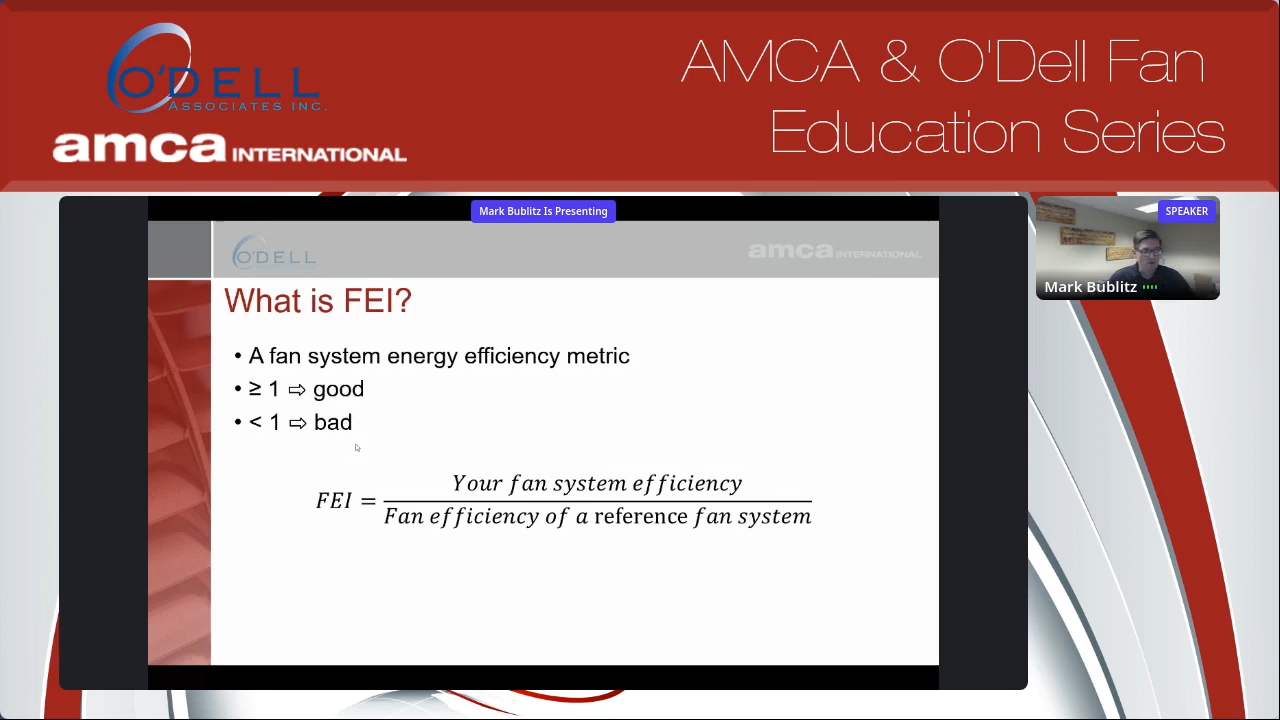 O'DELL
ASSOCIATES INC.
amca INTERNATIONAL
AMCA & O'Dell Fan
Education Series
Mark Bublitz Is Presenting
SPEAKER
Mark Bublitz
O'DELL
amca INTERNATIONAL
What is FEI?
• A fan system energy efficiency metric
• ≥ 1 ⇨ good
• < 1 ⇨ bad
FEI = Your fan system efficiency
Fan efficiency of a reference fan system